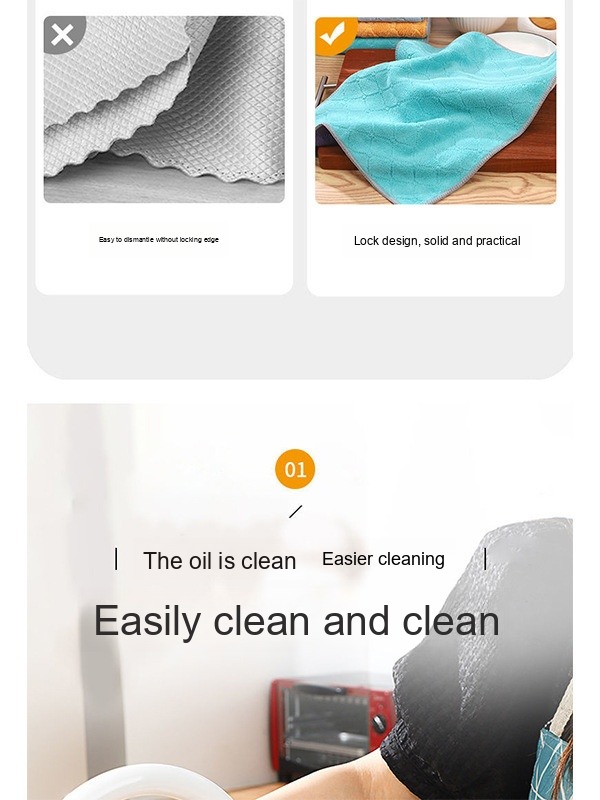 Easy to dismantle without locking edge
Lock design, solid and practical
01
The oil is clean
Easier cleaning
Easily clean and clean